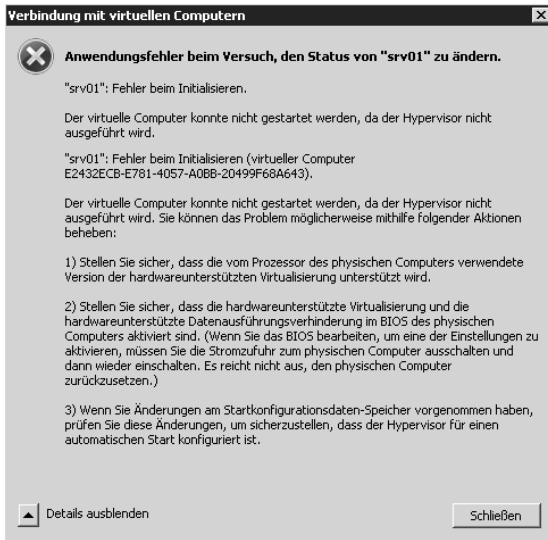 Verbindung mit virtuellen Computern
Anwendungsfehler beim Versuch, den Status von "srv01" zu ändern.
"srv01": Fehler beim Initialisieren.
Der virtuelle Computer konnte nicht gestartet werden, da der Hypervisor nicht
ausgeführt wird.
"srv01": Fehler beim Initialisieren (virtueller Computer
E2432ECB-E781-4057-A0BB-20499F68A643).
Der virtuelle Computer konnte nicht gestartet werden, da der Hypervisor nicht
ausgeführt wird. Sie können das Problem möglicherweise mithilfe folgender Aktionen
beheben:
1) Stellen Sie sicher, dass die vom Prozessor des physischen Computers verwendete
Version der hardwareunterstützten Virtualisierung unterstützt wird.
2) Stellen Sie sicher, dass die hardwareunterstützte Virtualisierung und die
hardwareunterstützte Datenausführungsverhinderung im BIOS des physischen
Computers aktiviert sind. (Wenn Sie das BIOS bearbeiten, um eine der Einstellungen zu
aktivieren, müssen Sie die Stromzufuhr zum physischen Computer ausschalten und
dann wieder einschalten. Es reicht nicht aus, den physischen Computer
zurückzusetzen.)
3) Wenn Sie Änderungen am Startkonfigurationsdaten-Speicher vorgenommen haben,
prüfen Sie diese Änderungen, um sicherzustellen, dass der Hypervisor für einen
automatischen Start konfiguriert ist.
Details ausblenden
Schließen